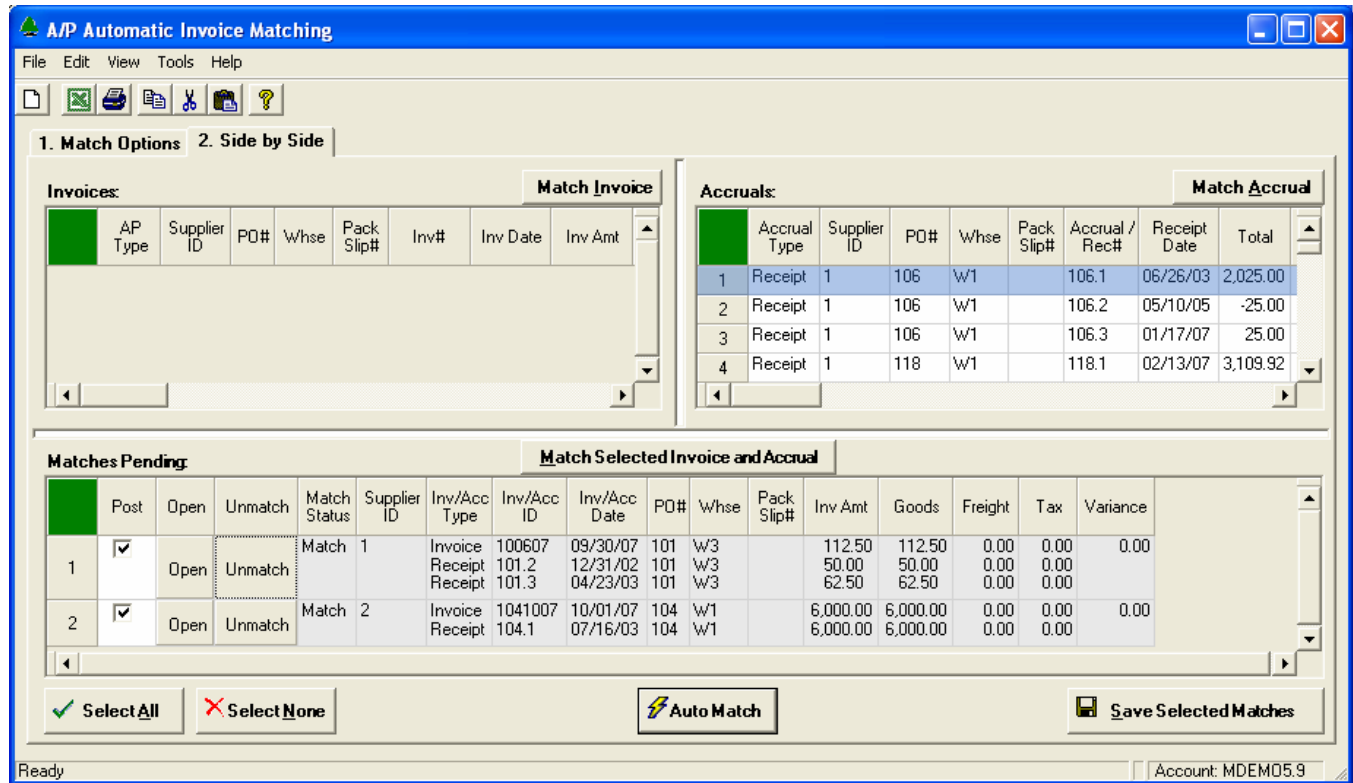 A/P Automatic Invoice Matching
File Edit View Tools Help
1. Match Options 2. Side by Side
Invoices: Match Invoice
AP Type Supplier ID PO# Whse Pack Slip# Inv# Inv Date Inv Amt
Accruals: Match Accrual
Accrual Type Supplier ID PO# Whse Pack Slip# Accrual / Rec# Receipt Date Total
1 Receipt 1 106 W1 106.1 06/26/03 2,025.00
2 Receipt 1 106 W1 106.2 05/10/05 -25.00
3 Receipt 1 106 W1 106.3 01/17/07 25.00
4 Receipt 1 118 W1 118.1 02/13/07 3,109.92
Matches Pending: Match Selected Invoice and Accrual
Post Open Unmatch Match Status Supplier ID Inv/Acc Type Inv/Acc ID Inv/Acc Date PO# Whse Pack Slip# Inv Amt Goods Freight Tax Variance
1 Open Unmatch Match 1 Invoice 100607 09/30/07 101 W3 112.50 112.50 0.00 0.00 0.00
Receipt 101.2 12/31/02 101 W3 50.00 50.00 0.00 0.00
Receipt 101.3 04/23/03 101 W3 62.50 62.50 0.00 0.00
2 Open Unmatch Match 2 Invoice 1041007 10/01/07 104 W1 6,000.00 6,000.00 0.00 0.00 0.00
Receipt 104.1 07/16/03 104 W1 6,000.00 6,000.00 0.00 0.00
Select All Select None Auto Match Save Selected Matches
Ready Account: MDEMO5.9